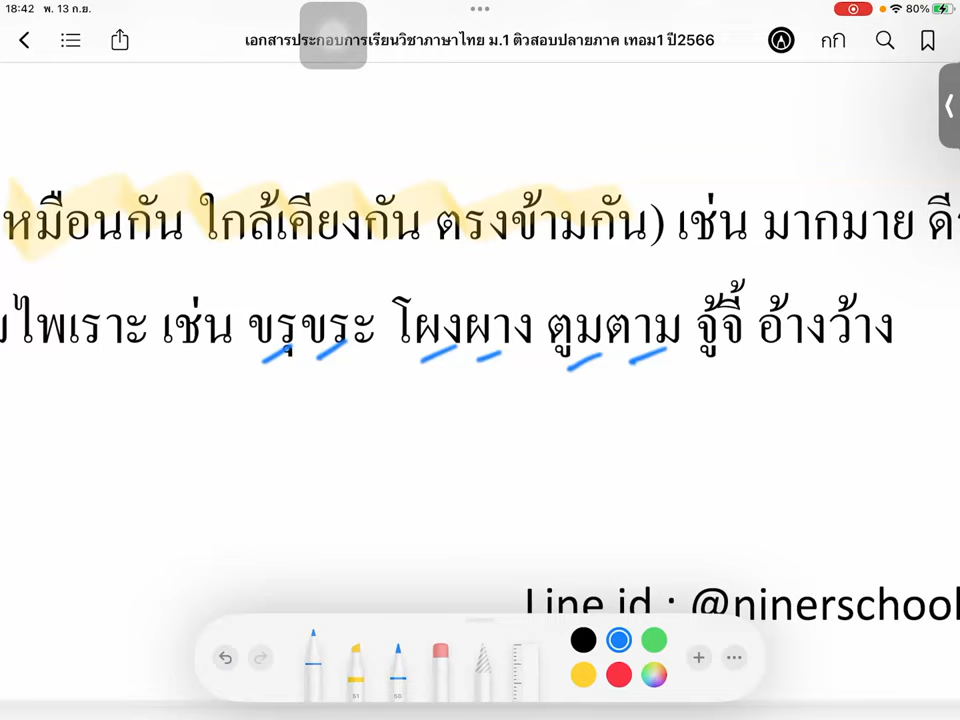 18:42 พ. 13 ก.ย.
80%
เอกสารประกอบการเรียนวิชาภาษาไทย ม.1 ติวสอบปลายภาค เทอม1 ปี2566
กก
หมือนกัน ใกล้เคียงกัน ตรงข้ามกัน) เช่น มากมาย ดี
ไพเราะ เช่น ขรุขระ โผงผาง ตูมตาม จู้จี้ อ้างว้าง
Line id : @ninerschool
51
50